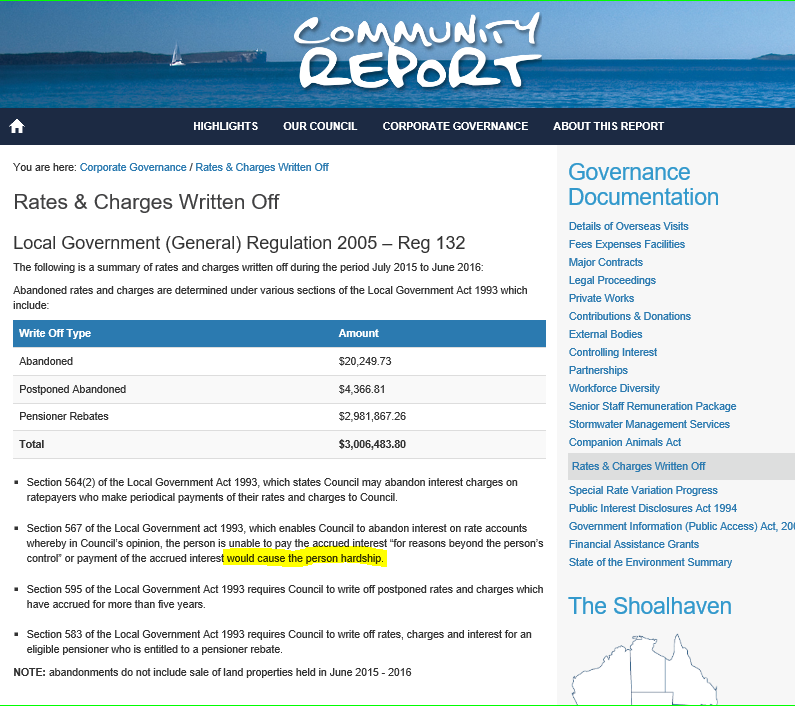 COMMUNITY
REPORT
HIGHLIGHTS OUR COUNCIL CORPORATE GOVERNANCE ABOUT THIS REPORT
You are here: Corporate Governance / Rates & Charges Written Off
Rates & Charges Written Off
Local Government (General) Regulation 2005 – Reg 132
The following is a summary of rates and charges written off during the period July 2015 to June 2016:
Abandoned rates and charges are determined under various sections of the Local Government Act 1993 which
include:
Write Off Type Amount
Abandoned $20,249.73
Postponed Abandoned $4,366.81
Pensioner Rebates $2,981,867.26
Total $3,006,483.80
▪ Section 564(2) of the Local Government Act 1993, which states Council may abandon interest charges on
ratepayers who make periodical payments of their rates and charges to Council.
▪ Section 567 of the Local Government act 1993, which enables Council to abandon interest on rate accounts
whereby in Council's opinion, the person is unable to pay the accrued interest “for reasons beyond the person's
control” or payment of the accrued interest would cause the person hardship.
▪ Section 595 of the Local Government Act 1993 requires Council to write off postponed rates and charges which
have accrued for more than five years.
▪ Section 583 of the Local Government Act 1993 requires Council to write off rates, charges and interest for an
eligible pensioner who is entitled to a pensioner rebate.
NOTE: abandonments do not include sale of land properties held in June 2015 - 2016
Governance
Documentation
Details of Overseas Visits
Fees Expenses Facilities
Major Contracts
Legal Proceedings
Private Works
Contributions & Donations
External Bodies
Controlling Interest
Partnerships
Workforce Diversity
Senior Staff Remuneration Package
Stormwater Management Services
Companion Animals Act
Rates & Charges Written Off
Special Rate Variation Progress
Public Interest Disclosures Act 1994
Government Information (Public Access) Act, 200
Financial Assistance Grants
State of the Environment Summary
The Shoalhaven